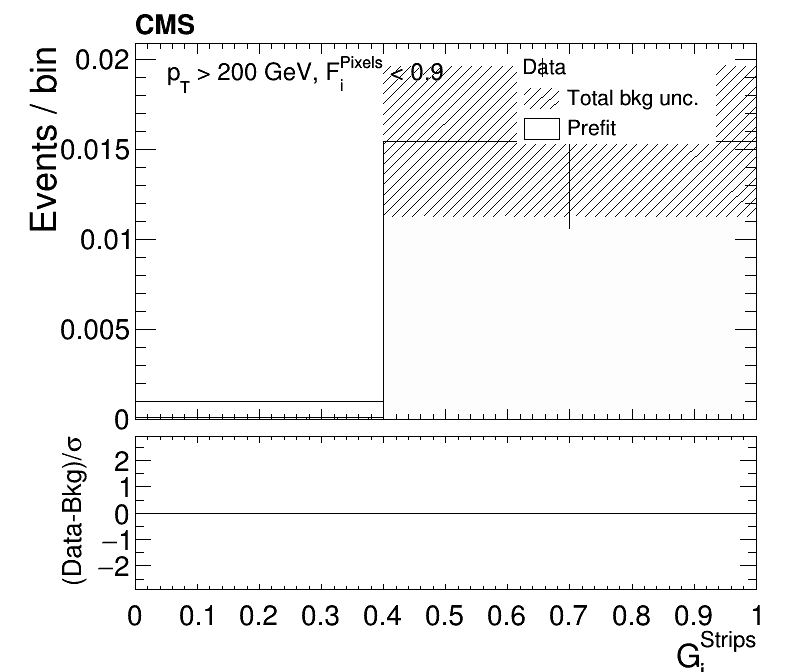 CMS
Events / bin
0.02
0.015
0.01
0.005
0
p_T > 200 GeV, F_i^Pixels < 0.9
Data
Total bkg unc.
Prefit
(Data-Bkg)/σ
2
1
0
−1
−2
0 0.1 0.2 0.3 0.4 0.5 0.6 0.7 0.8 0.9 1
G_i^Strips